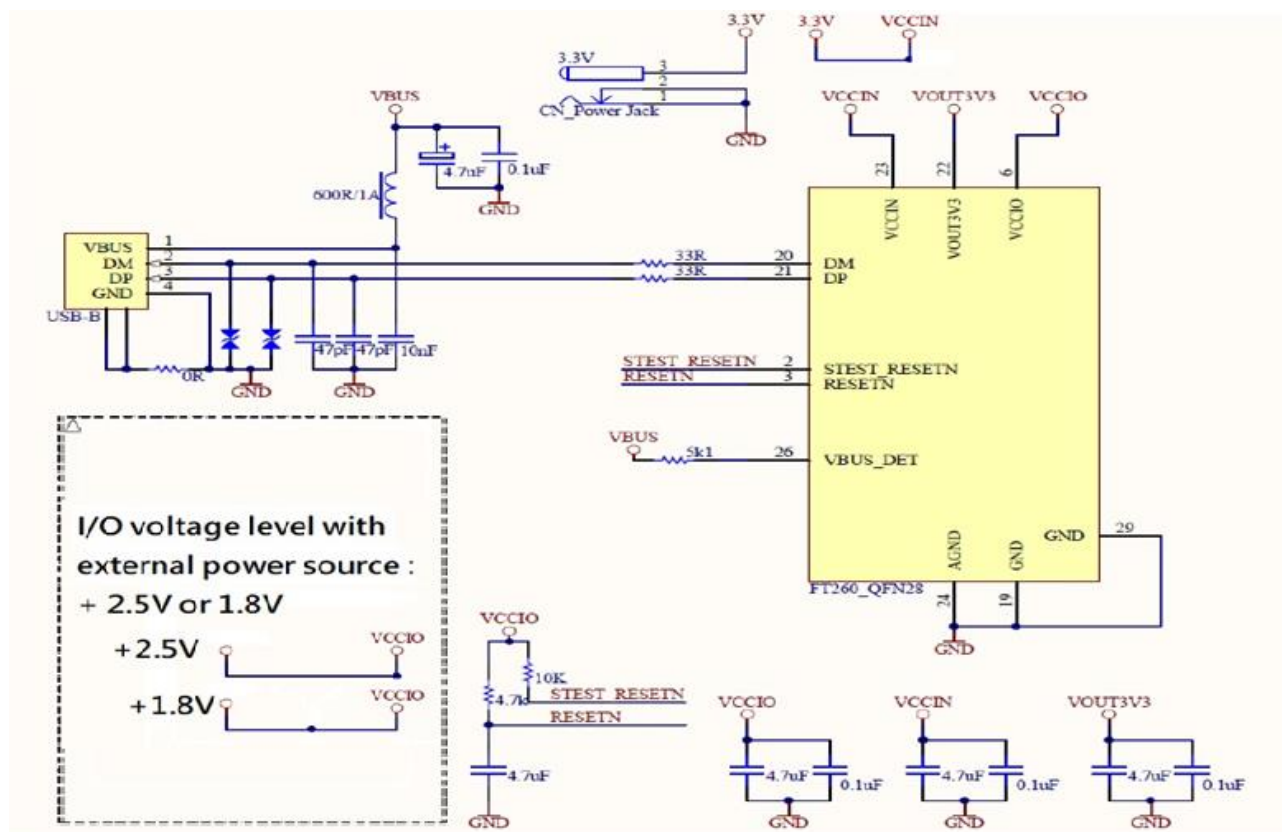 3.3V
3.3V
VCCIN
3.3V
3
2
1
CN_Power Jack
GND
VBUS
4.7uF
0.1uF
GND
600R/1A
VCCIN
VOUT3V3
VCCIO
23
22
6
VCCIN
VOUT3V3
VCCIO
VBUS
1
DM
2
DP
3
GND
4
USB-B
33R
20
DM
33R
21
DP
47pF
47pF
10nF
0R
GND
GND
STEST_RESETN
2
STEST_RESETN
RESETN
3
RESETN
VBUS
5k1
26
VBUS_DET
GND
29
AGND
GND
FT260_QFN28
24
19
GND
I/O voltage level with
external power source :
+ 2.5V or 1.8V
+2.5V
VCCIO
+1.8V
VCCIO
VCCIO
10K
4.7k
STEST_RESETN
RESETN
4.7uF
GND
VCCIO
4.7uF
0.1uF
GND
VCCIN
4.7uF
0.1uF
GND
VOUT3V3
4.7uF
0.1uF
GND